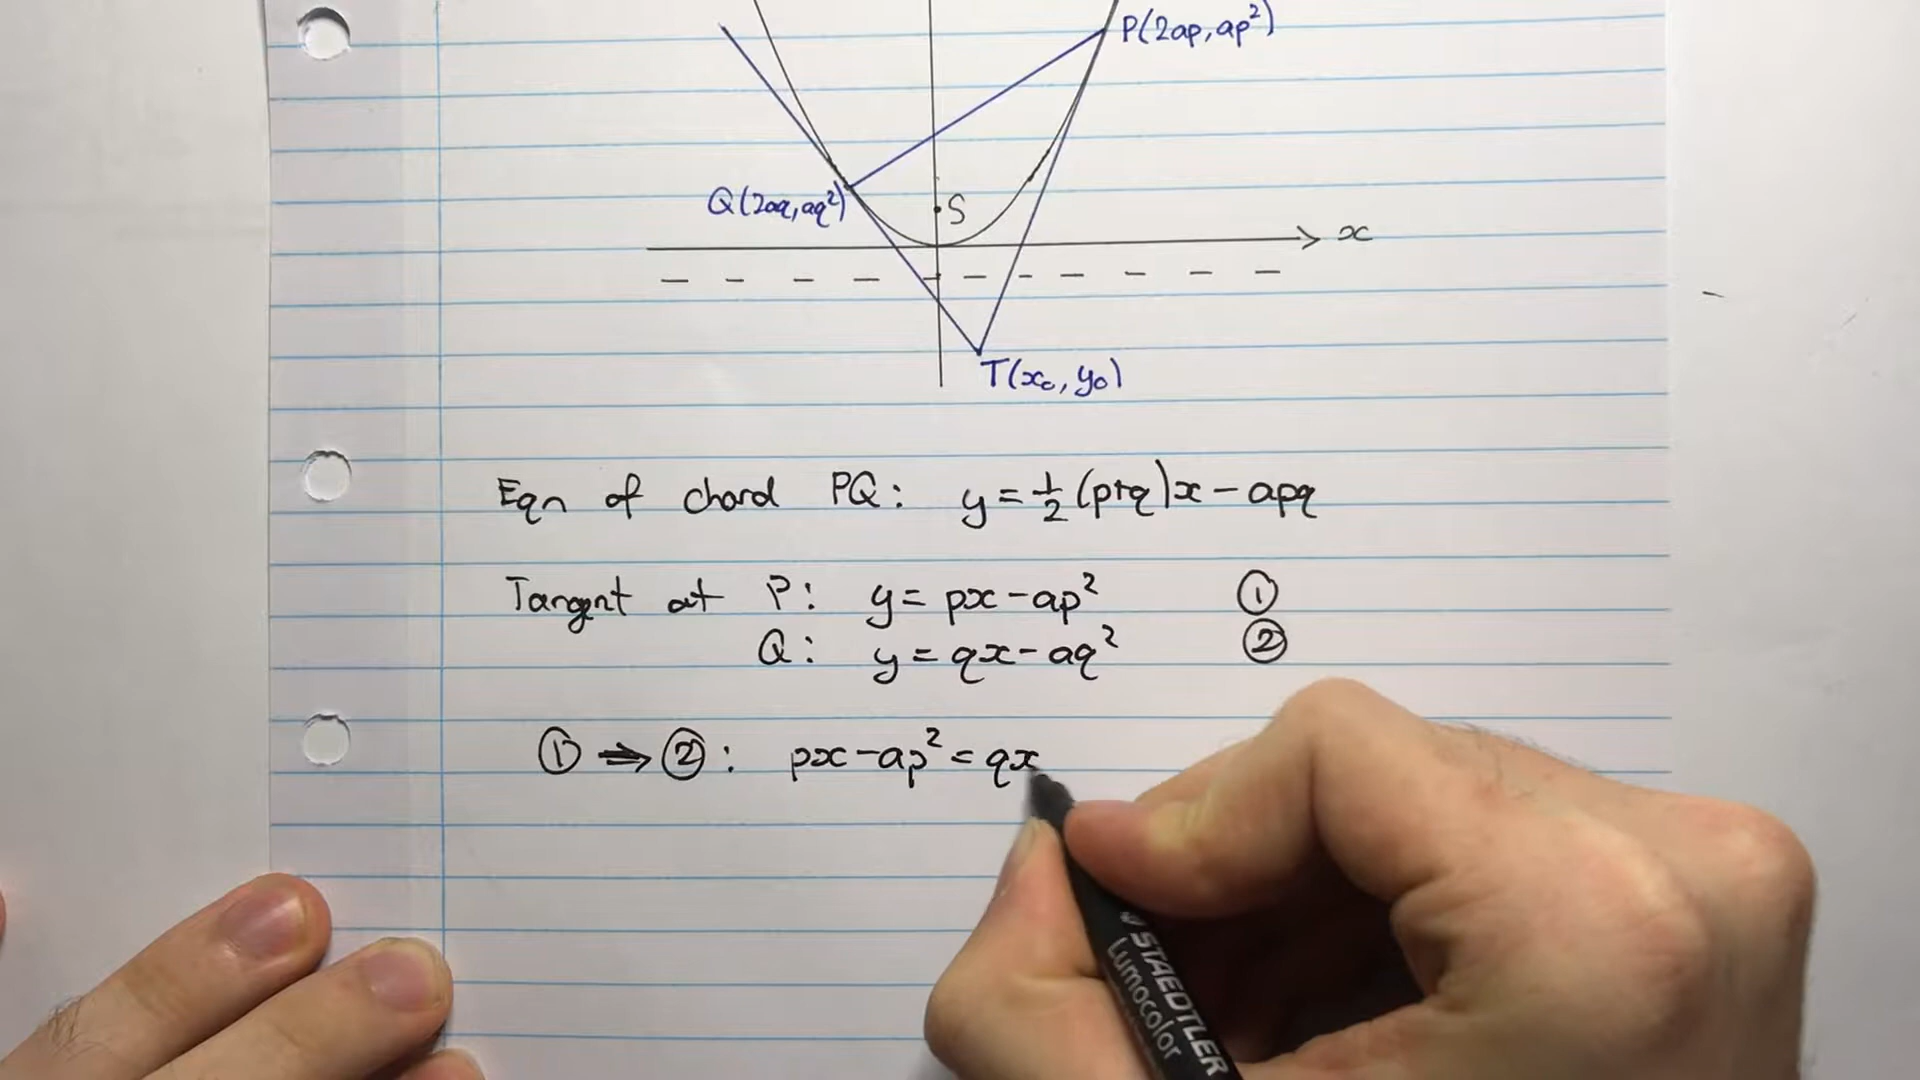 P(2ap, ap²)
Q(2aq, aq²)
S
x
T(x₀, y₀)
Eqn of chord PQ: y = ½(p+q)x - apq
Tangent at P: y = px - ap² ①
Q: y = qx - aq² ②
① → ②: px - ap² = qx
STAEDTLER
Lumocolor